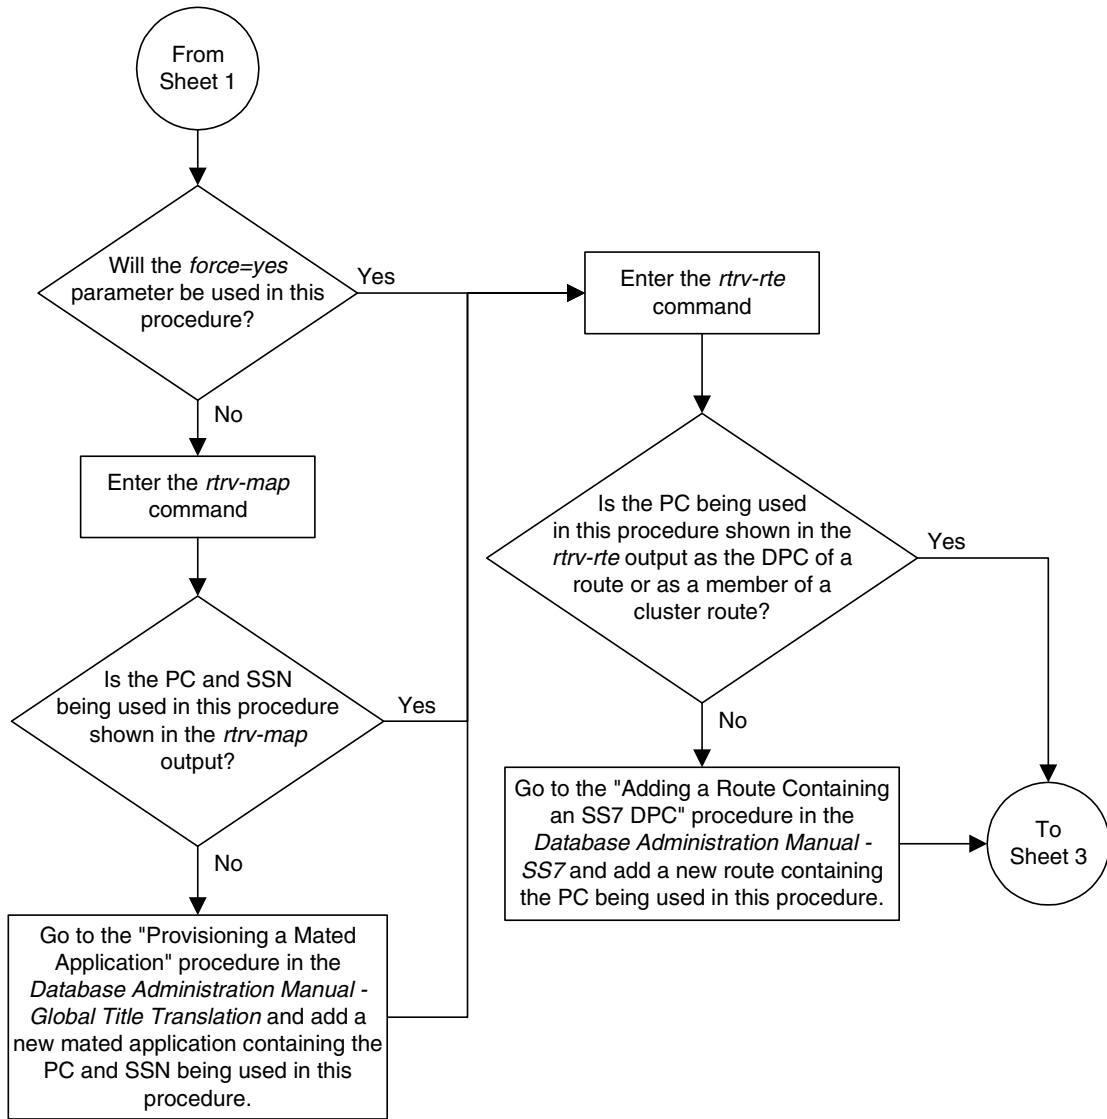 From
Sheet 1
Will the force=yes
parameter be used in this
procedure?
Yes
No
Enter the rtrv-map
command
Is the PC and SSN
being used in this procedure
shown in the rtrv-map
output?
Yes
No
Go to the "Provisioning a Mated
Application" procedure in the
Database Administration Manual -
Global Title Translation and add a
new mated application containing the
PC and SSN being used in this
procedure.
Enter the rtrv-rte
command
Is the PC being used
in this procedure shown in the
rtrv-rte output as the DPC of a
route or as a member of a
cluster route?
Yes
No
Go to the "Adding a Route Containing
an SS7 DPC" procedure in the
Database Administration Manual -
SS7 and add a new route containing
the PC being used in this procedure.
To
Sheet 3